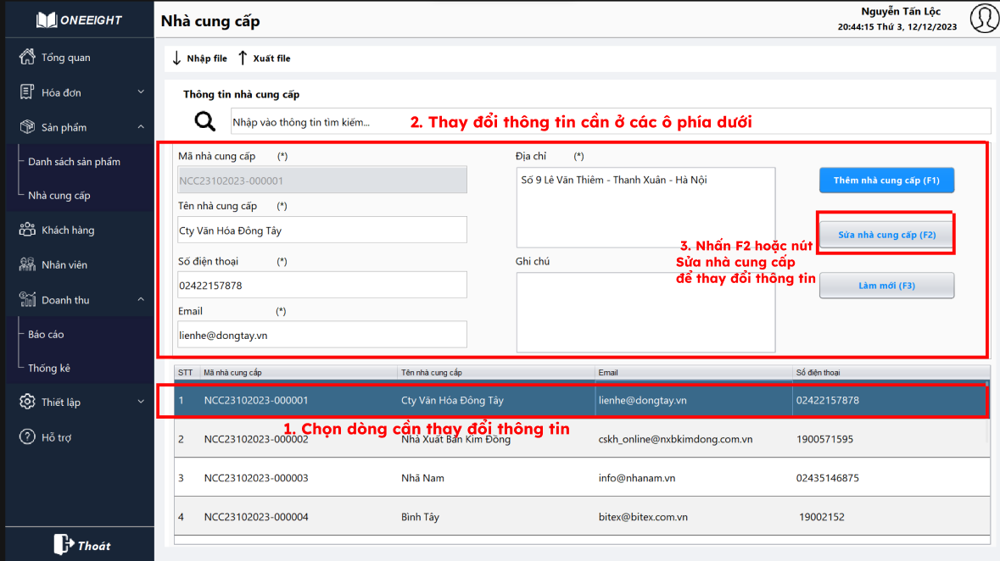 ONEEIGHT
Tổng quan
Hóa đơn
Sản phẩm
Danh sách sản phẩm
Nhà cung cấp
Khách hàng
Nhân viên
Doanh thu
Báo cáo
Thống kê
Thiết lập
Hỗ trợ
Thoát
Nhà cung cấp
Nguyễn Tấn Lộc
20:44:15 Thứ 3, 12/12/2023
Nhập file Xuất file
Thông tin nhà cung cấp
Nhập vào thông tin tìm kiếm...
2. Thay đổi thông tin cần ở các ô phía dưới
Mã nhà cung cấp (*)
NCC23102023-000001
Tên nhà cung cấp (*)
Cty Văn Hóa Đông Tây
Số điện thoại (*)
02422157878
Email (*)
lienhe@dongtay.vn
Địa chỉ (*)
Số 9 Lê Văn Thiêm - Thanh Xuân - Hà Nội
Ghi chú
Thêm nhà cung cấp (F1)
Sửa nhà cung cấp (F2)
3. Nhấn F2 hoặc nút
Sửa nhà cung cấp
để thay đổi thông tin
Làm mới (F3)
STT Mã nhà cung cấp Tên nhà cung cấp Email Số điện thoại
1 NCC23102023-000001 Cty Văn Hóa Đông Tây lienhe@dongtay.vn 02422157878
1. Chọn dòng cần thay đổi thông tin
2 NCC23102023-000002 Nhà Xuất Bản Kim Đồng cskh_online@nxbkimdong.com.vn 1900571595
3 NCC23102023-000003 Nhã Nam info@nhanam.vn 02435146875
4 NCC23102023-000004 Bình Tây bitex@bitex.com.vn 19002152